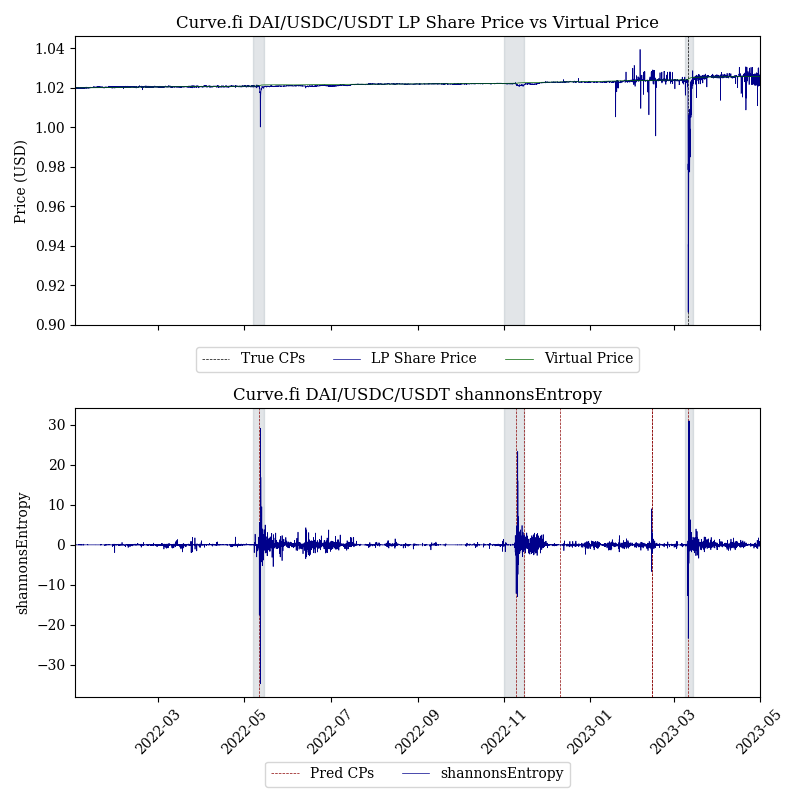 Curve.fi DAI/USDC/USDT LP Share Price vs Virtual Price
1.04
1.02
1.00
0.98
0.96
0.94
0.92
0.90
Price (USD)
True CPs LP Share Price Virtual Price
Curve.fi DAI/USDC/USDT shannonsEntropy
30
20
10
0
−10
−20
−30
shannonsEntropy
2022-03 2022-05 2022-07 2022-09 2022-11 2023-01 2023-03 2023-05
Pred CPs shannonsEntropy